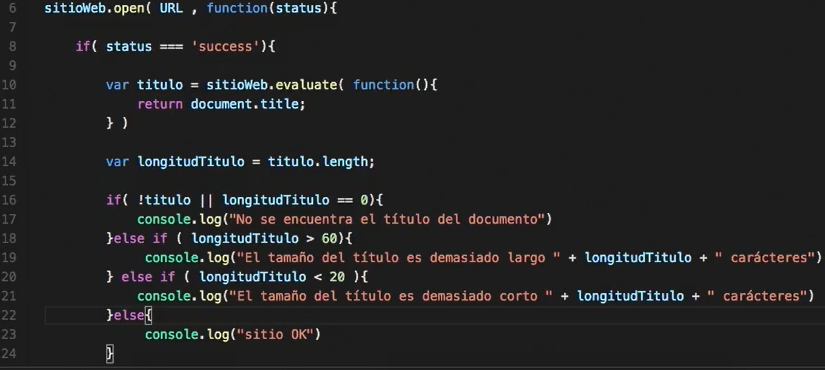 6 sitioWeb.open( URL , function(status){
7
8 if( status === 'success'){
9
10 var titulo = sitioWeb.evaluate( function(){
11 return document.title;
12 } )
13
14 var longitudTitulo = titulo.length;
15
16 if( !titulo || longitudTitulo == 0){
17 console.log("No se encuentra el título del documento")
18 }else if ( longitudTitulo > 60){
19 console.log("El tamaño del título es demasiado largo " + longitudTitulo + " carácteres")
20 } else if ( longitudTitulo < 20 ){
21 console.log("El tamaño del título es demasiado corto " + longitudTitulo + " carácteres")
22 }else{
23 console.log("sitio OK")
24 }